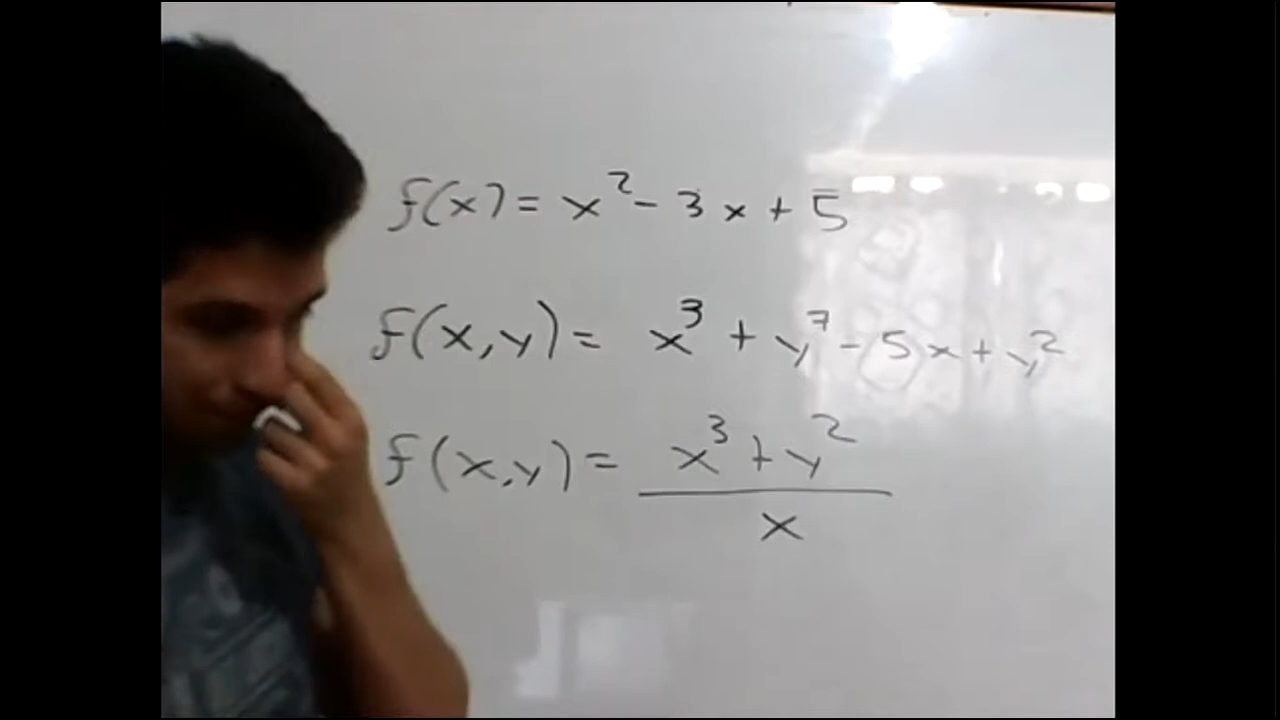 f(x) = x² - 3x + 5
f(x,y) = x³ + y⁷ - 5x + y²
f(x,y) = x³ + y²
x